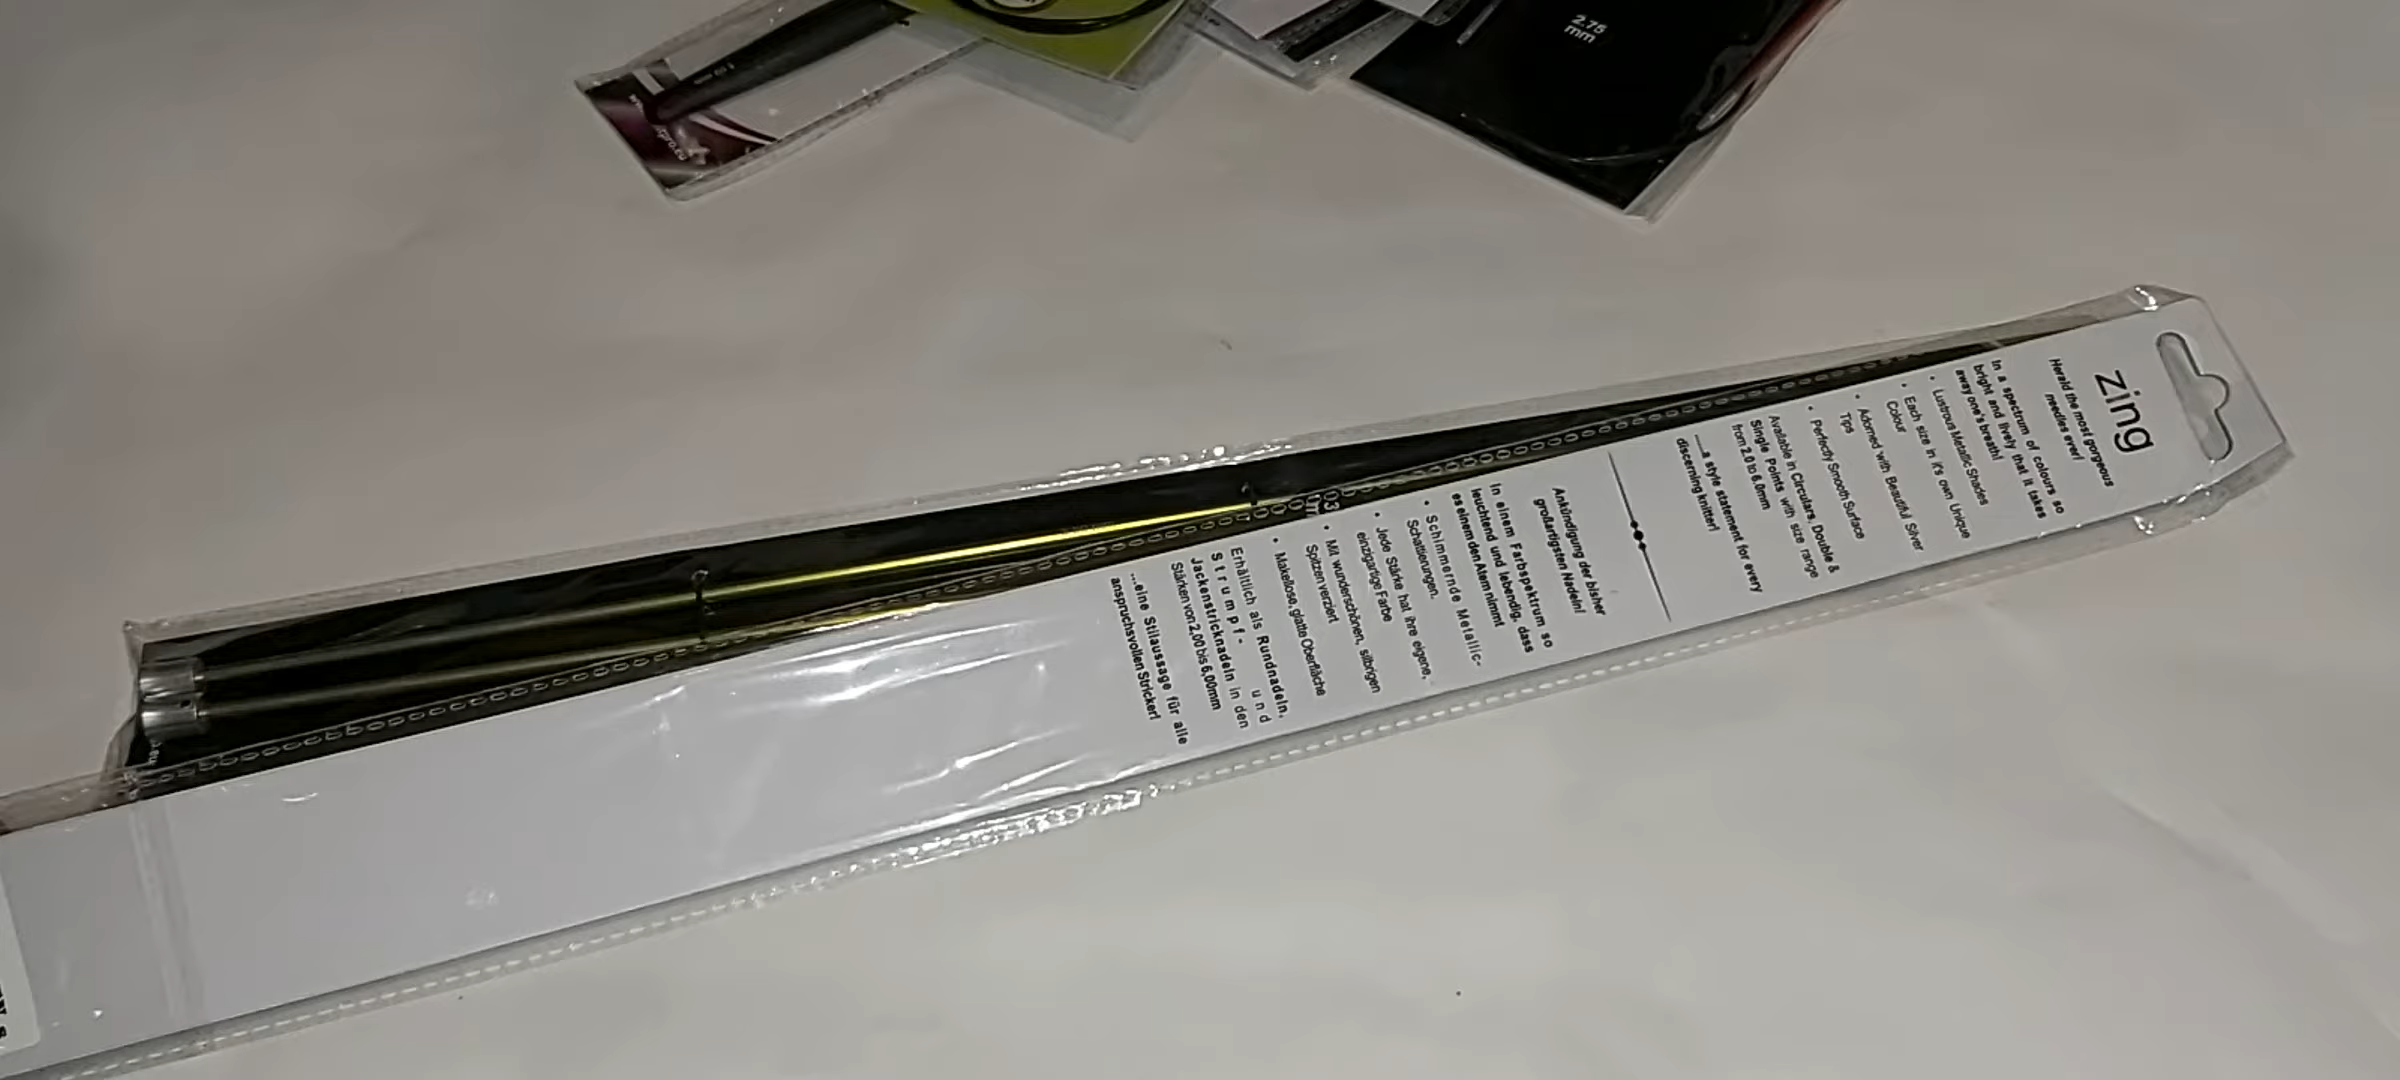 zing
Herald the most gorgeous
needles ever!
In a spectrum of colours so
bright and lively that it takes
away one's breath!
• Lustrous Metallic Shades
• Each size in it's own Unique
Colour
• Adorned with Beautiful Silver
Tips
• Perfectly Smooth Surface
Available in Circulars, Double &
Single Points with size range
from 2.0 to 6.0mm
....a style statement for every
discerning knitter!
Ankündigung der bisher
großartigsten Nadeln!
In einem Farbspektrum so
leuchtend und lebendig, dass
es einem den Atem nimmt
• Schimmernde Metallic-
Schattierungen.
• Jede Stärke hat ihre eigene,
einzigartige Farbe
• Mit wunderschönen, silbrigen
Spitzen verziert
• Makellose, glatte Oberfläche
Erhältlich als Rundnadeln,
Strumpf- und
Jackenstricknadeln in den
Stärken von 2,00 bis 6,00mm
...eine Stilaussage für alle
anspruchsvollen Stricker!
2.75
mm